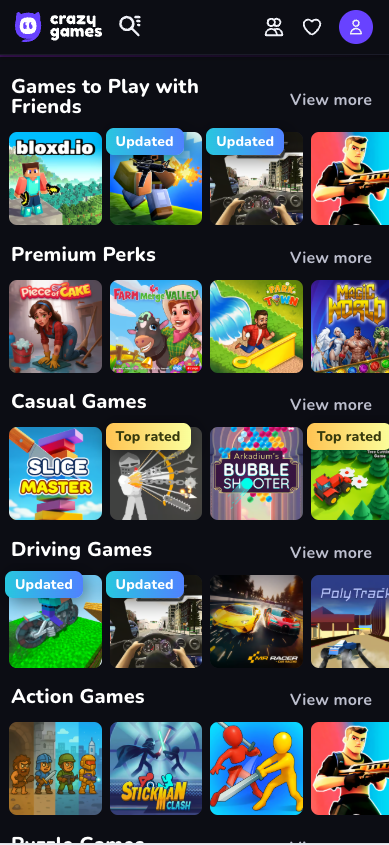 crazy
games
Games to Play with
Friends
View more
bloxd.io
Updated
Updated
Premium Perks
View more
Piece of CAKE
FARM Merge VALLEY
PARK
TOWN
MAGIC
WORLD
Casual Games
View more
SLICE
MASTER
Top rated
Arkadium's
BUBBLE
SHOOTER
Top rated
Driving Games
View more
Updated
Updated
MR RACER
PolyTrack
Action Games
View more
STICKMAN
CLASH
Puzzle Games